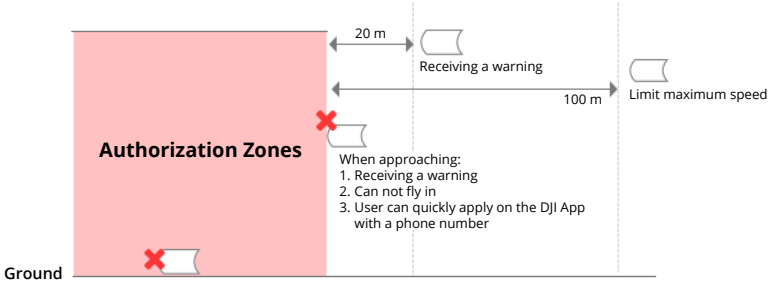 20 m
Receiving a warning
100 m
Limit maximum speed
Authorization Zones
When approaching:
1. Receiving a warning
2. Can not fly in
3. User can quickly apply on the DJI App
with a phone number
Ground